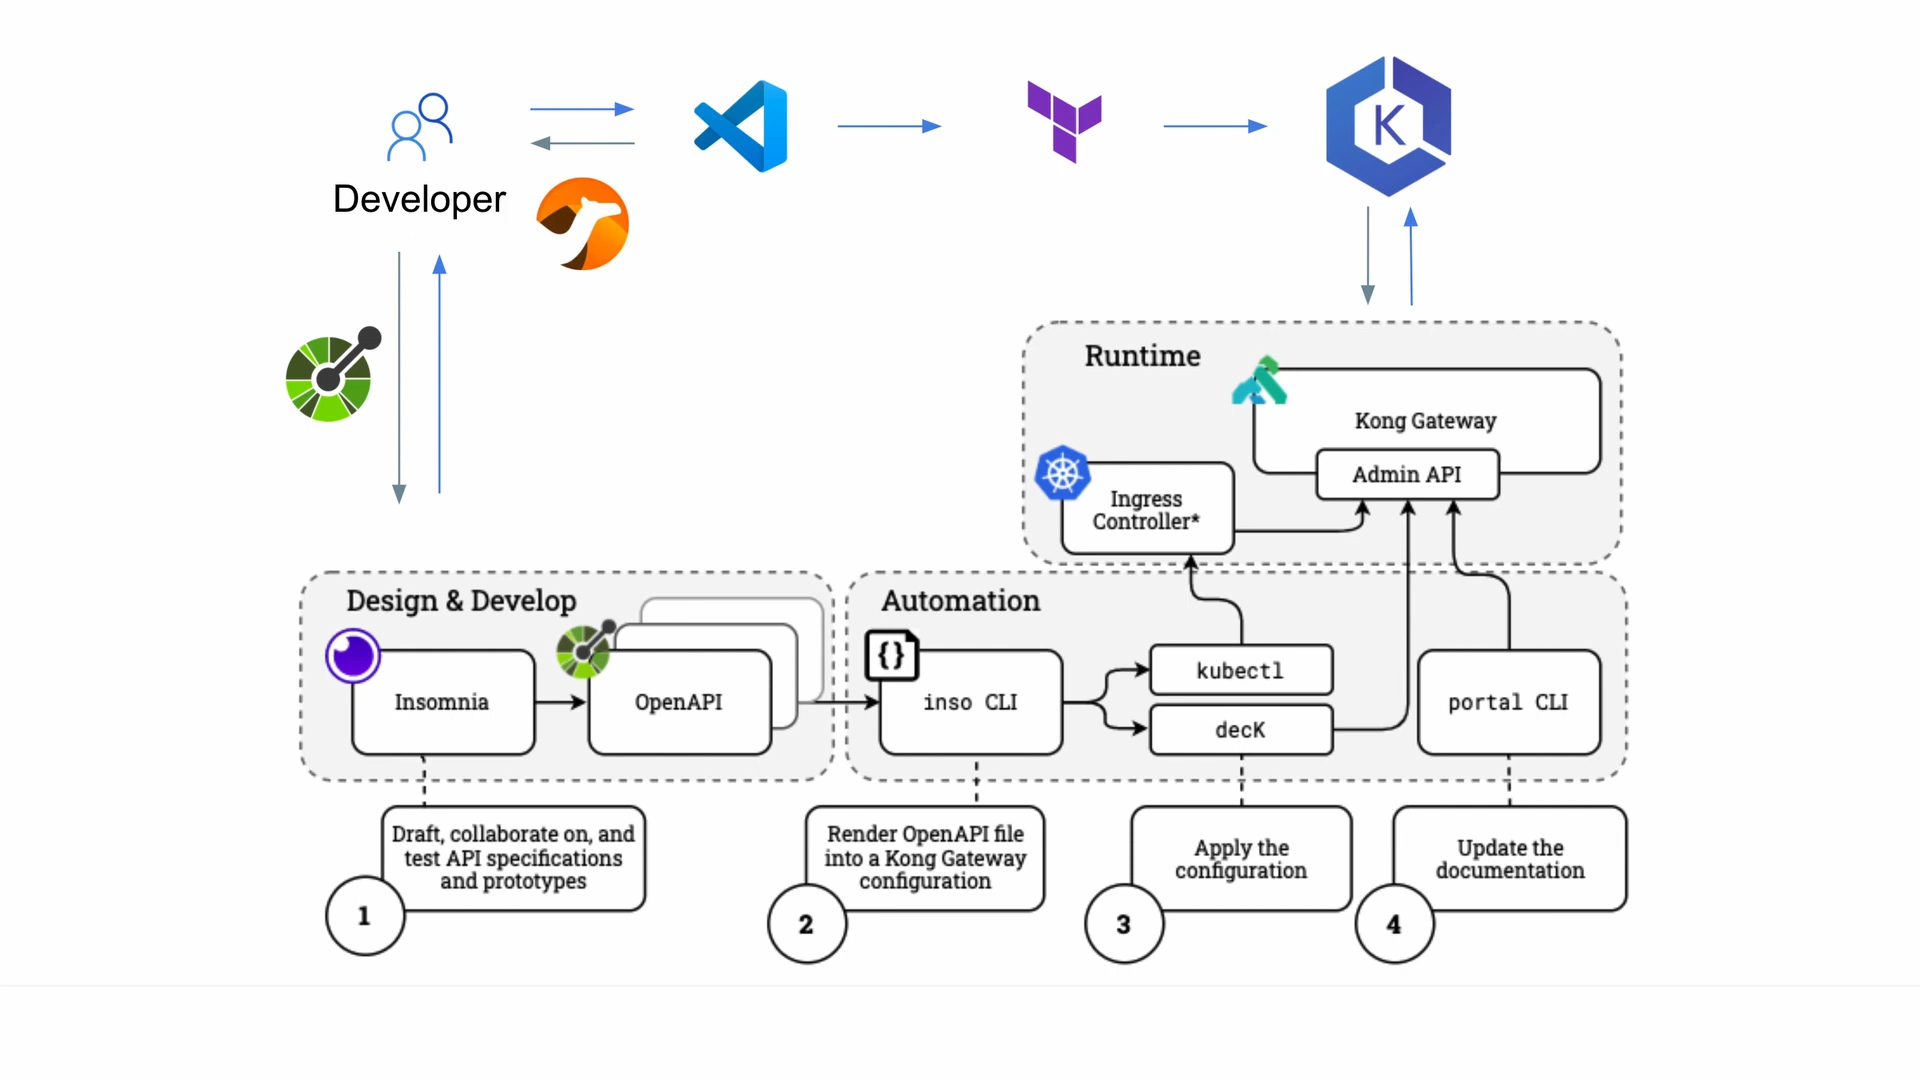 K
Developer
Runtime
Kong Gateway
Admin API
Ingress
Controller*
Design & Develop
Automation
{}
Insomnia
OpenAPI
inso CLI
kubectl
decK
portal CLI
Draft, collaborate on, and
test API specifications
and prototypes
1
Render OpenAPI file
into a Kong Gateway
configuration
2
Apply the
configuration
3
Update the
documentation
4